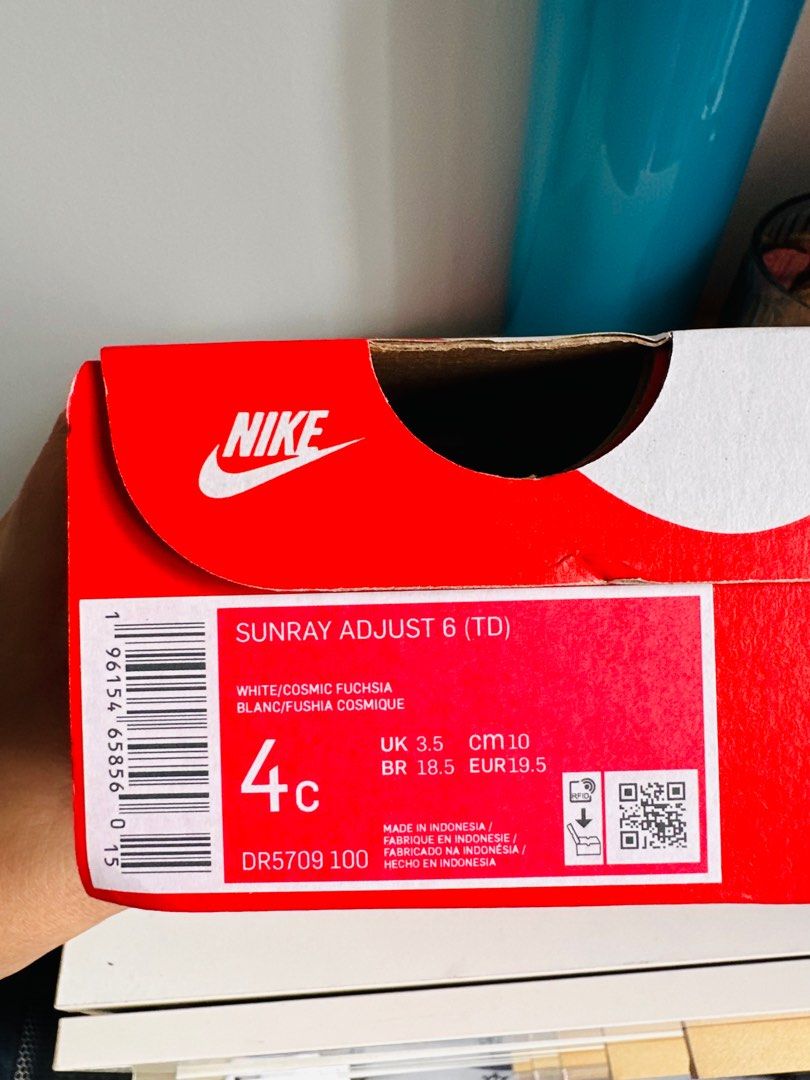 NIKE
SUNRAY ADJUST 6 (TD)
WHITE/COSMIC FUCHSIA
BLANC/FUSHIA COSMIQUE
4c
UK 3.5 cm 10
BR 18.5 EUR 19.5
MADE IN INDONESIA /
FABRIQUE EN INDONESIE /
FABRICADO NA INDONÉSIA /
HECHO EN INDONESIA
DR5709 100
RFID
1 96154 65856 0 15